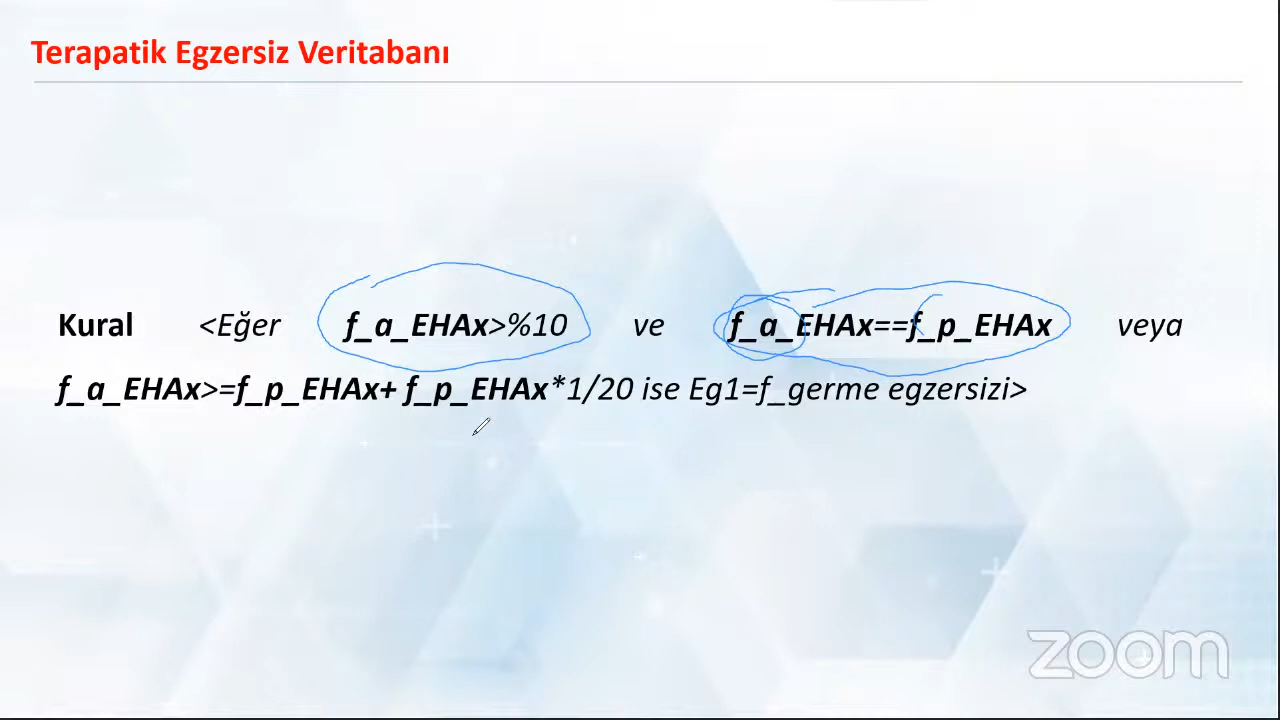 Terapatik Egzersiz Veritabanı
Kural <Eğer f_a_EHAx>%10 ve f_a_EHAx==f_p_EHAx veya
f_a_EHAx>=f_p_EHAx+ f_p_EHAx*1/20 ise Eg1=f_germe egzersizi>
zoom